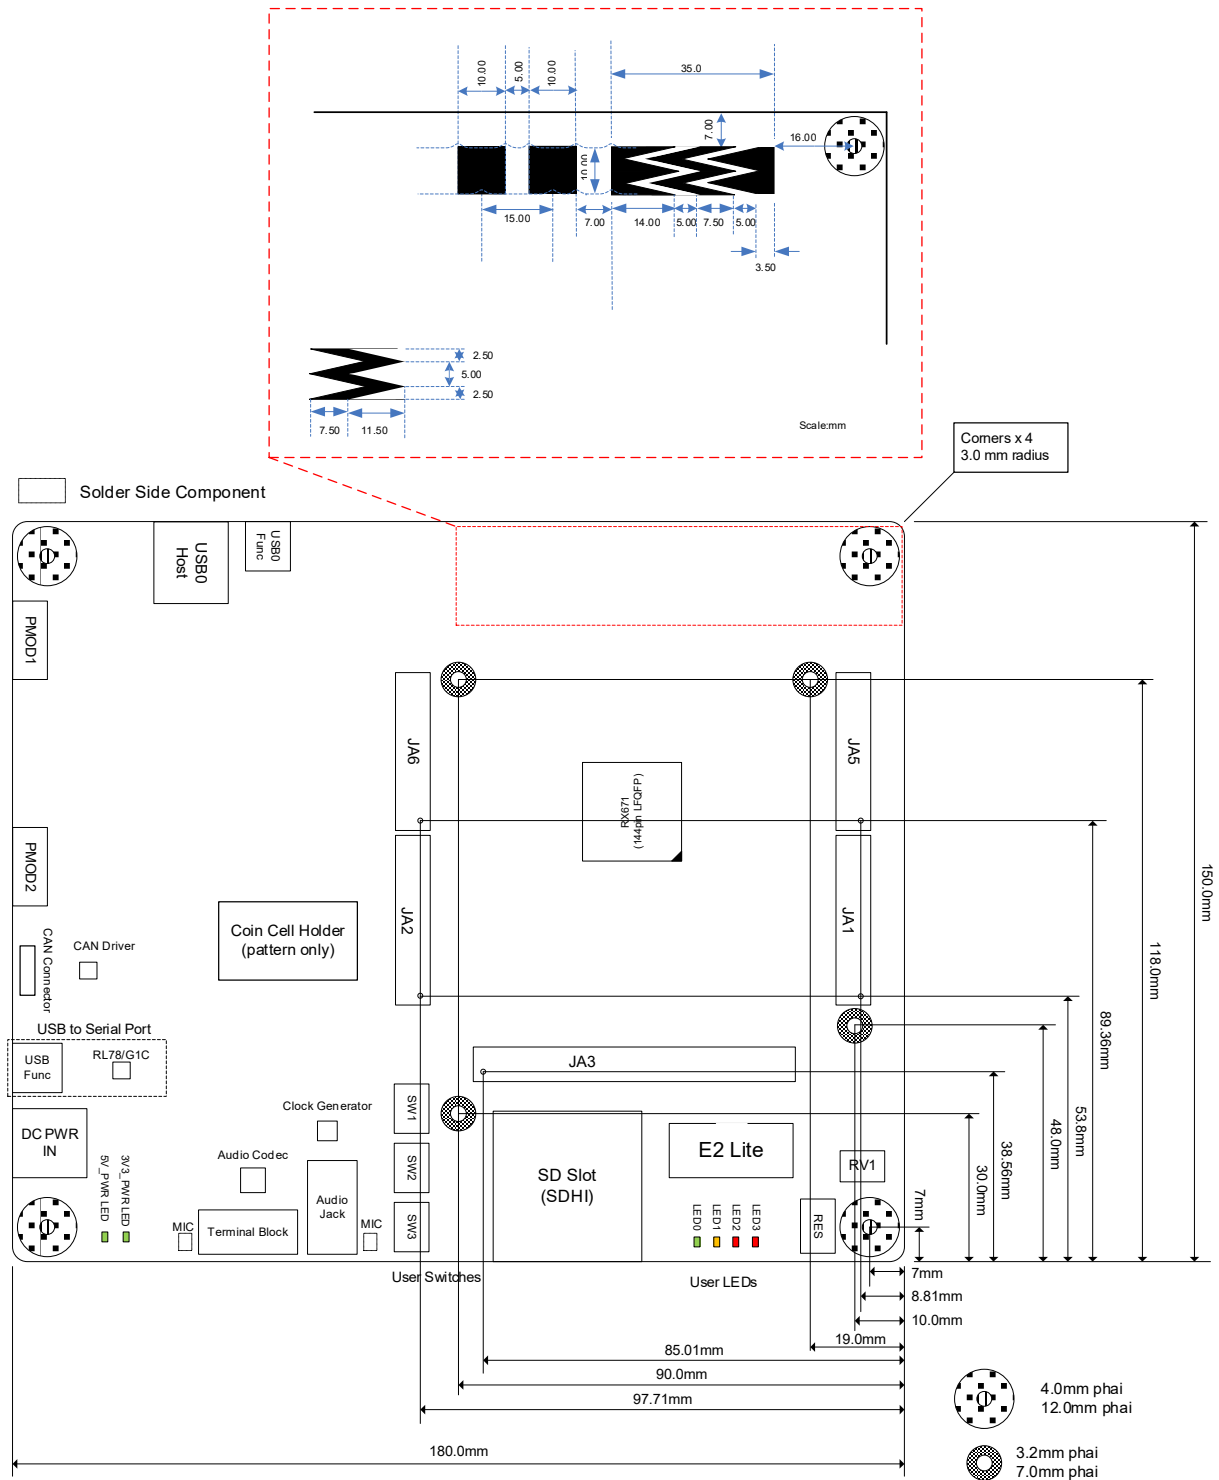 10.00
5.00
10.00
35.0
7.00
16.00
10.00
15.00
7.00
14.00
5.00
7.50
5.00
3.50
2.50
5.00
2.50
7.50
11.50
Scale:mm
Corners x 4
3.0 mm radius
Solder Side Component
USB0
Host
USB0
Func
PMOD1
JA6
JA5
RX671
(144pin LFQFP)
PMOD2
JA2
JA1
Coin Cell Holder
(pattern only)
CAN Connector
CAN Driver
USB to Serial Port
USB
Func
RL78/G1C
JA3
DC PWR
IN
5V_PWR LED
3V3_PWR LED
Clock Generator
Audio Codec
MIC
Terminal Block
Audio
Jack
MIC
SW1
SW2
SW3
User Switches
SD Slot
(SDHI)
E2 Lite
LED0
LED1
LED2
LED3
User LEDs
RV1
RES
150.0mm
118.0mm
89.36mm
53.8mm
48.0mm
38.56mm
30.0mm
7mm
7mm
8.81mm
10.0mm
19.0mm
85.01mm
90.0mm
97.71mm
180.0mm
4.0mm phai
12.0mm phai
3.2mm phai
7.0mm phai